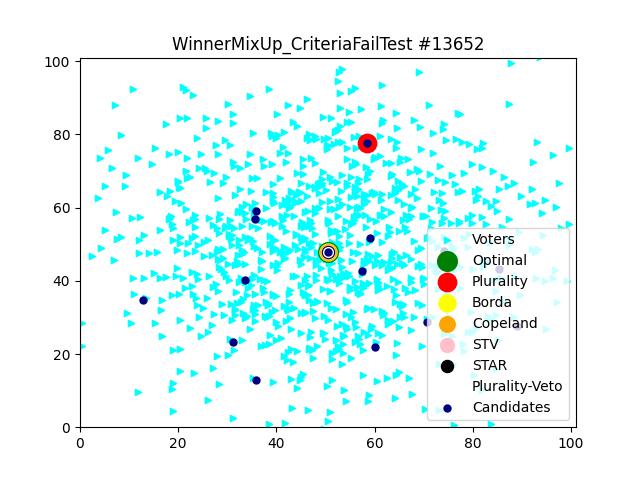 WinnerMixUp_CriteriaFailTest #13652
100
80
60
40
20
0
0
20
40
60
80
100
Voters
Optimal
Plurality
Borda
Copeland
STV
STAR
Plurality-Veto
Candidates